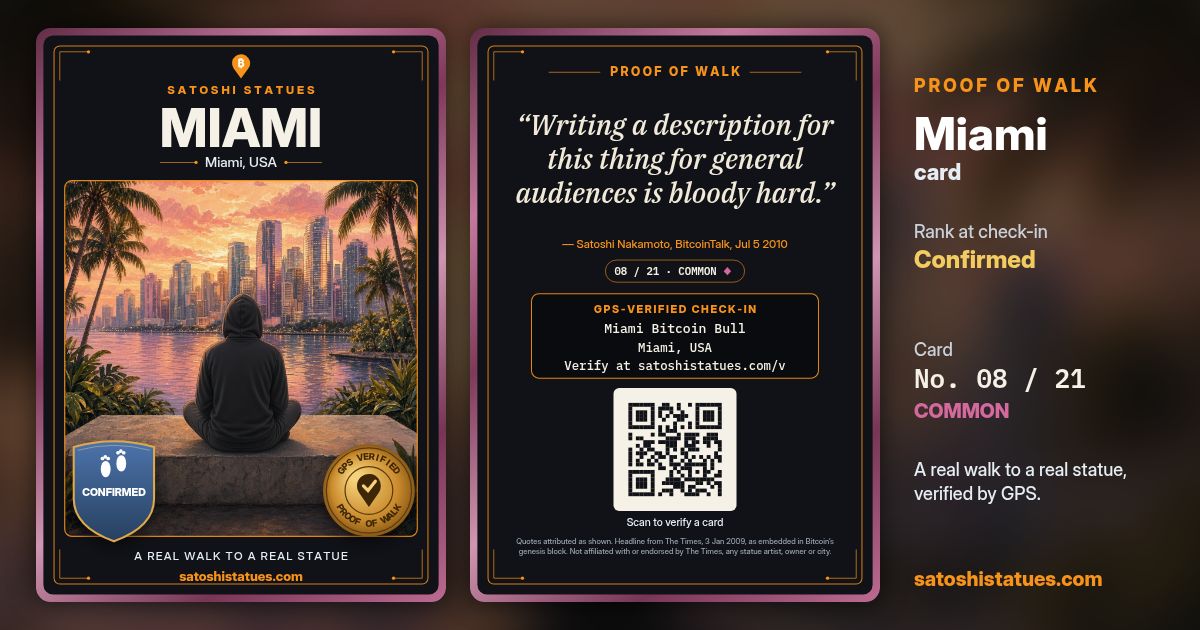 SATOSHI STATUES
MIAMI
Miami, USA
CONFIRMED
GPS VERIFIED
PROOF OF WALK
A REAL WALK TO A REAL STATUE
satoshistatues.com
PROOF OF WALK
“Writing a description for
this thing for general
audiences is bloody hard.”
— Satoshi Nakamoto, BitcoinTalk, Jul 5 2010
08 / 21 · COMMON ♦
GPS-VERIFIED CHECK-IN
Miami Bitcoin Bull
Miami, USA
Verify at satoshistatues.com/v
Scan to verify a card
Quotes attributed as shown. Headline from The Times, 3 Jan 2009, as embedded in Bitcoin's
genesis block. Not affiliated with or endorsed by The Times, any statue artist, owner or city.
PROOF OF WALK
Miami
card
Rank at check-in
Confirmed
Card
No. 08 / 21
COMMON
A real walk to a real statue,
verified by GPS.
satoshistatues.com